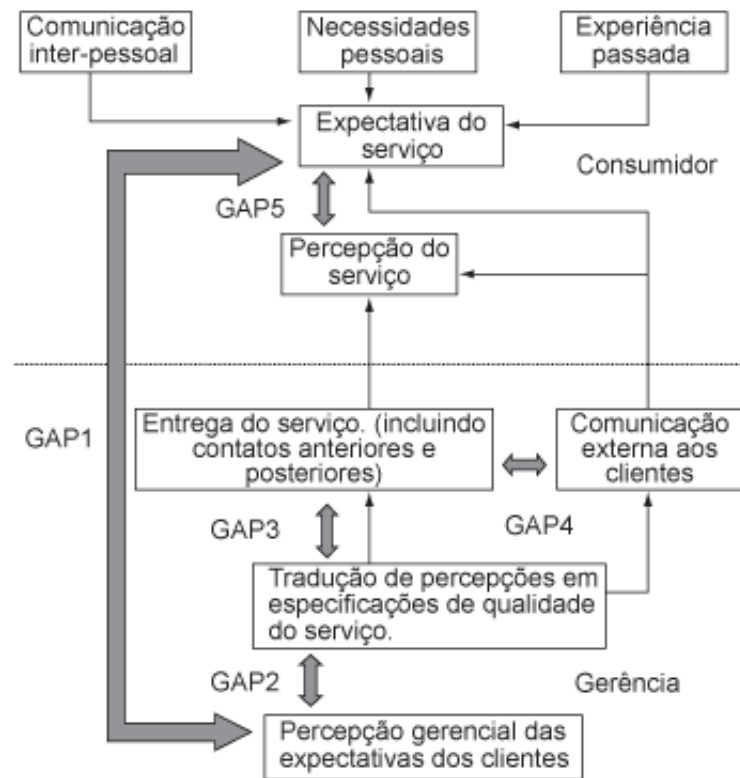 Comunicação
inter-pessoal
Necessidades
pessoais
Experiência
passada
Expectativa do
serviço
Consumidor
GAP5
Percepção do
serviço
GAP1
Entrega do serviço. (incluindo
contatos anteriores e
posteriores)
Comunicação
externa aos
clientes
GAP3
GAP4
Tradução de percepções em
especificações de qualidade
do serviço.
GAP2
Gerência
Percepção gerencial das
expectativas dos clientes